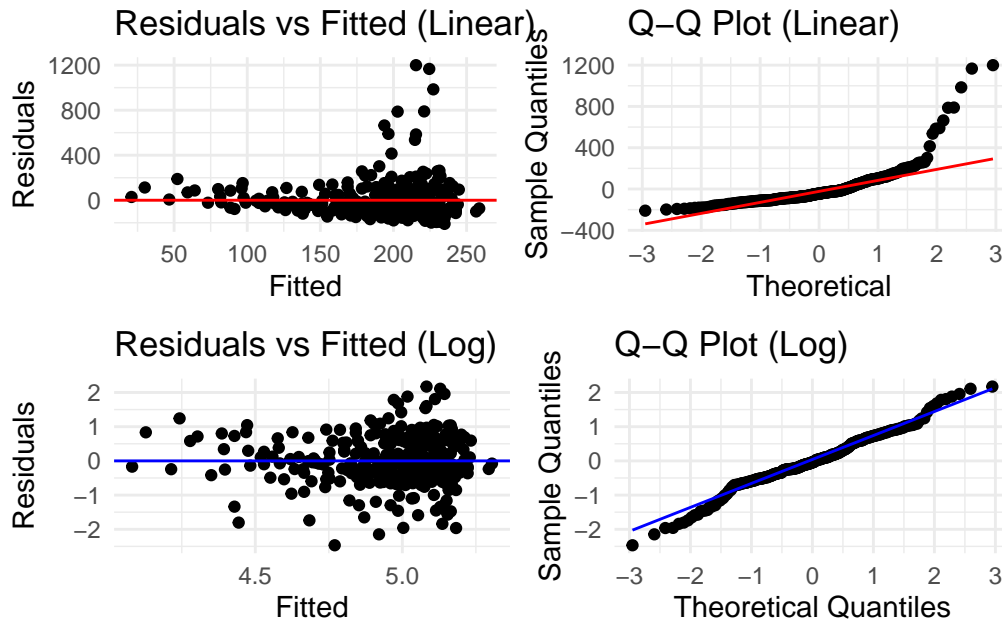 Residuals vs Fitted (Linear)
Residuals
1200
800
400
0
50 100 150 200 250
Fitted
Q−Q Plot (Linear)
Sample Quantiles
1200
800
400
0
−400
−3 −2 −1 0 1 2 3
Theoretical
Residuals vs Fitted (Log)
Residuals
2
1
0
−1
−2
4.5 5.0
Fitted
Q−Q Plot (Log)
Sample Quantiles
2
1
0
−1
−2
−3 −2 −1 0 1 2 3
Theoretical Quantiles